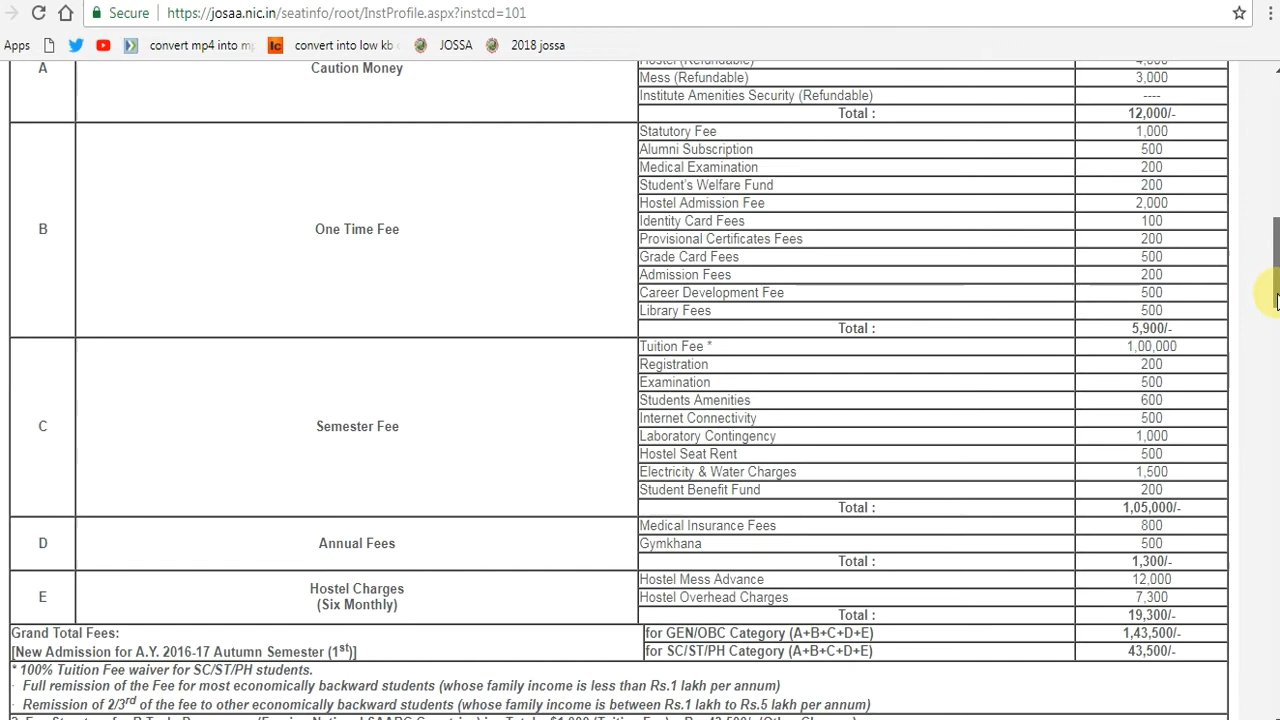 Secure https://josaa.nic.in/seatinfo/root/InstProfile.aspx?instcd=101
Apps convert mp4 into mp convert into low kb JOSSA 2018 jossa
A Caution Money
Hostel (Refundable) 4,000
Mess (Refundable) 3,000
Institute Amenities Security (Refundable) ----
Total : 12,000/-
B One Time Fee
Statutory Fee 1,000
Alumni Subscription 500
Medical Examination 200
Student's Welfare Fund 200
Hostel Admission Fee 2,000
Identity Card Fees 100
Provisional Certificates Fees 200
Grade Card Fees 500
Admission Fees 200
Career Development Fee 500
Library Fees 500
Total : 5,900/-
C Semester Fee
Tuition Fee * 1,00,000
Registration 200
Examination 500
Students Amenities 600
Internet Connectivity 500
Laboratory Contingency 1,000
Hostel Seat Rent 500
Electricity & Water Charges 1,500
Student Benefit Fund 200
Total : 1,05,000/-
D Annual Fees
Medical Insurance Fees 800
Gymkhana 500
Total : 1,300/-
E Hostel Charges
(Six Monthly)
Hostel Mess Advance 12,000
Hostel Overhead Charges 7,300
Total : 19,300/-
Grand Total Fees: for GEN/OBC Category (A+B+C+D+E) 1,43,500/-
[New Admission for A.Y. 2016-17 Autumn Semester (1st)] for SC/ST/PH Category (A+B+C+D+E) 43,500/-
* 100% Tuition Fee waiver for SC/ST/PH students.
· Full remission of the Fee for most economically backward students (whose family income is less than Rs.1 lakh per annum)
· Remission of 2/3rd of the fee to other economically backward students (whose family income is between Rs.1 lakh to Rs.5 lakh per annum)